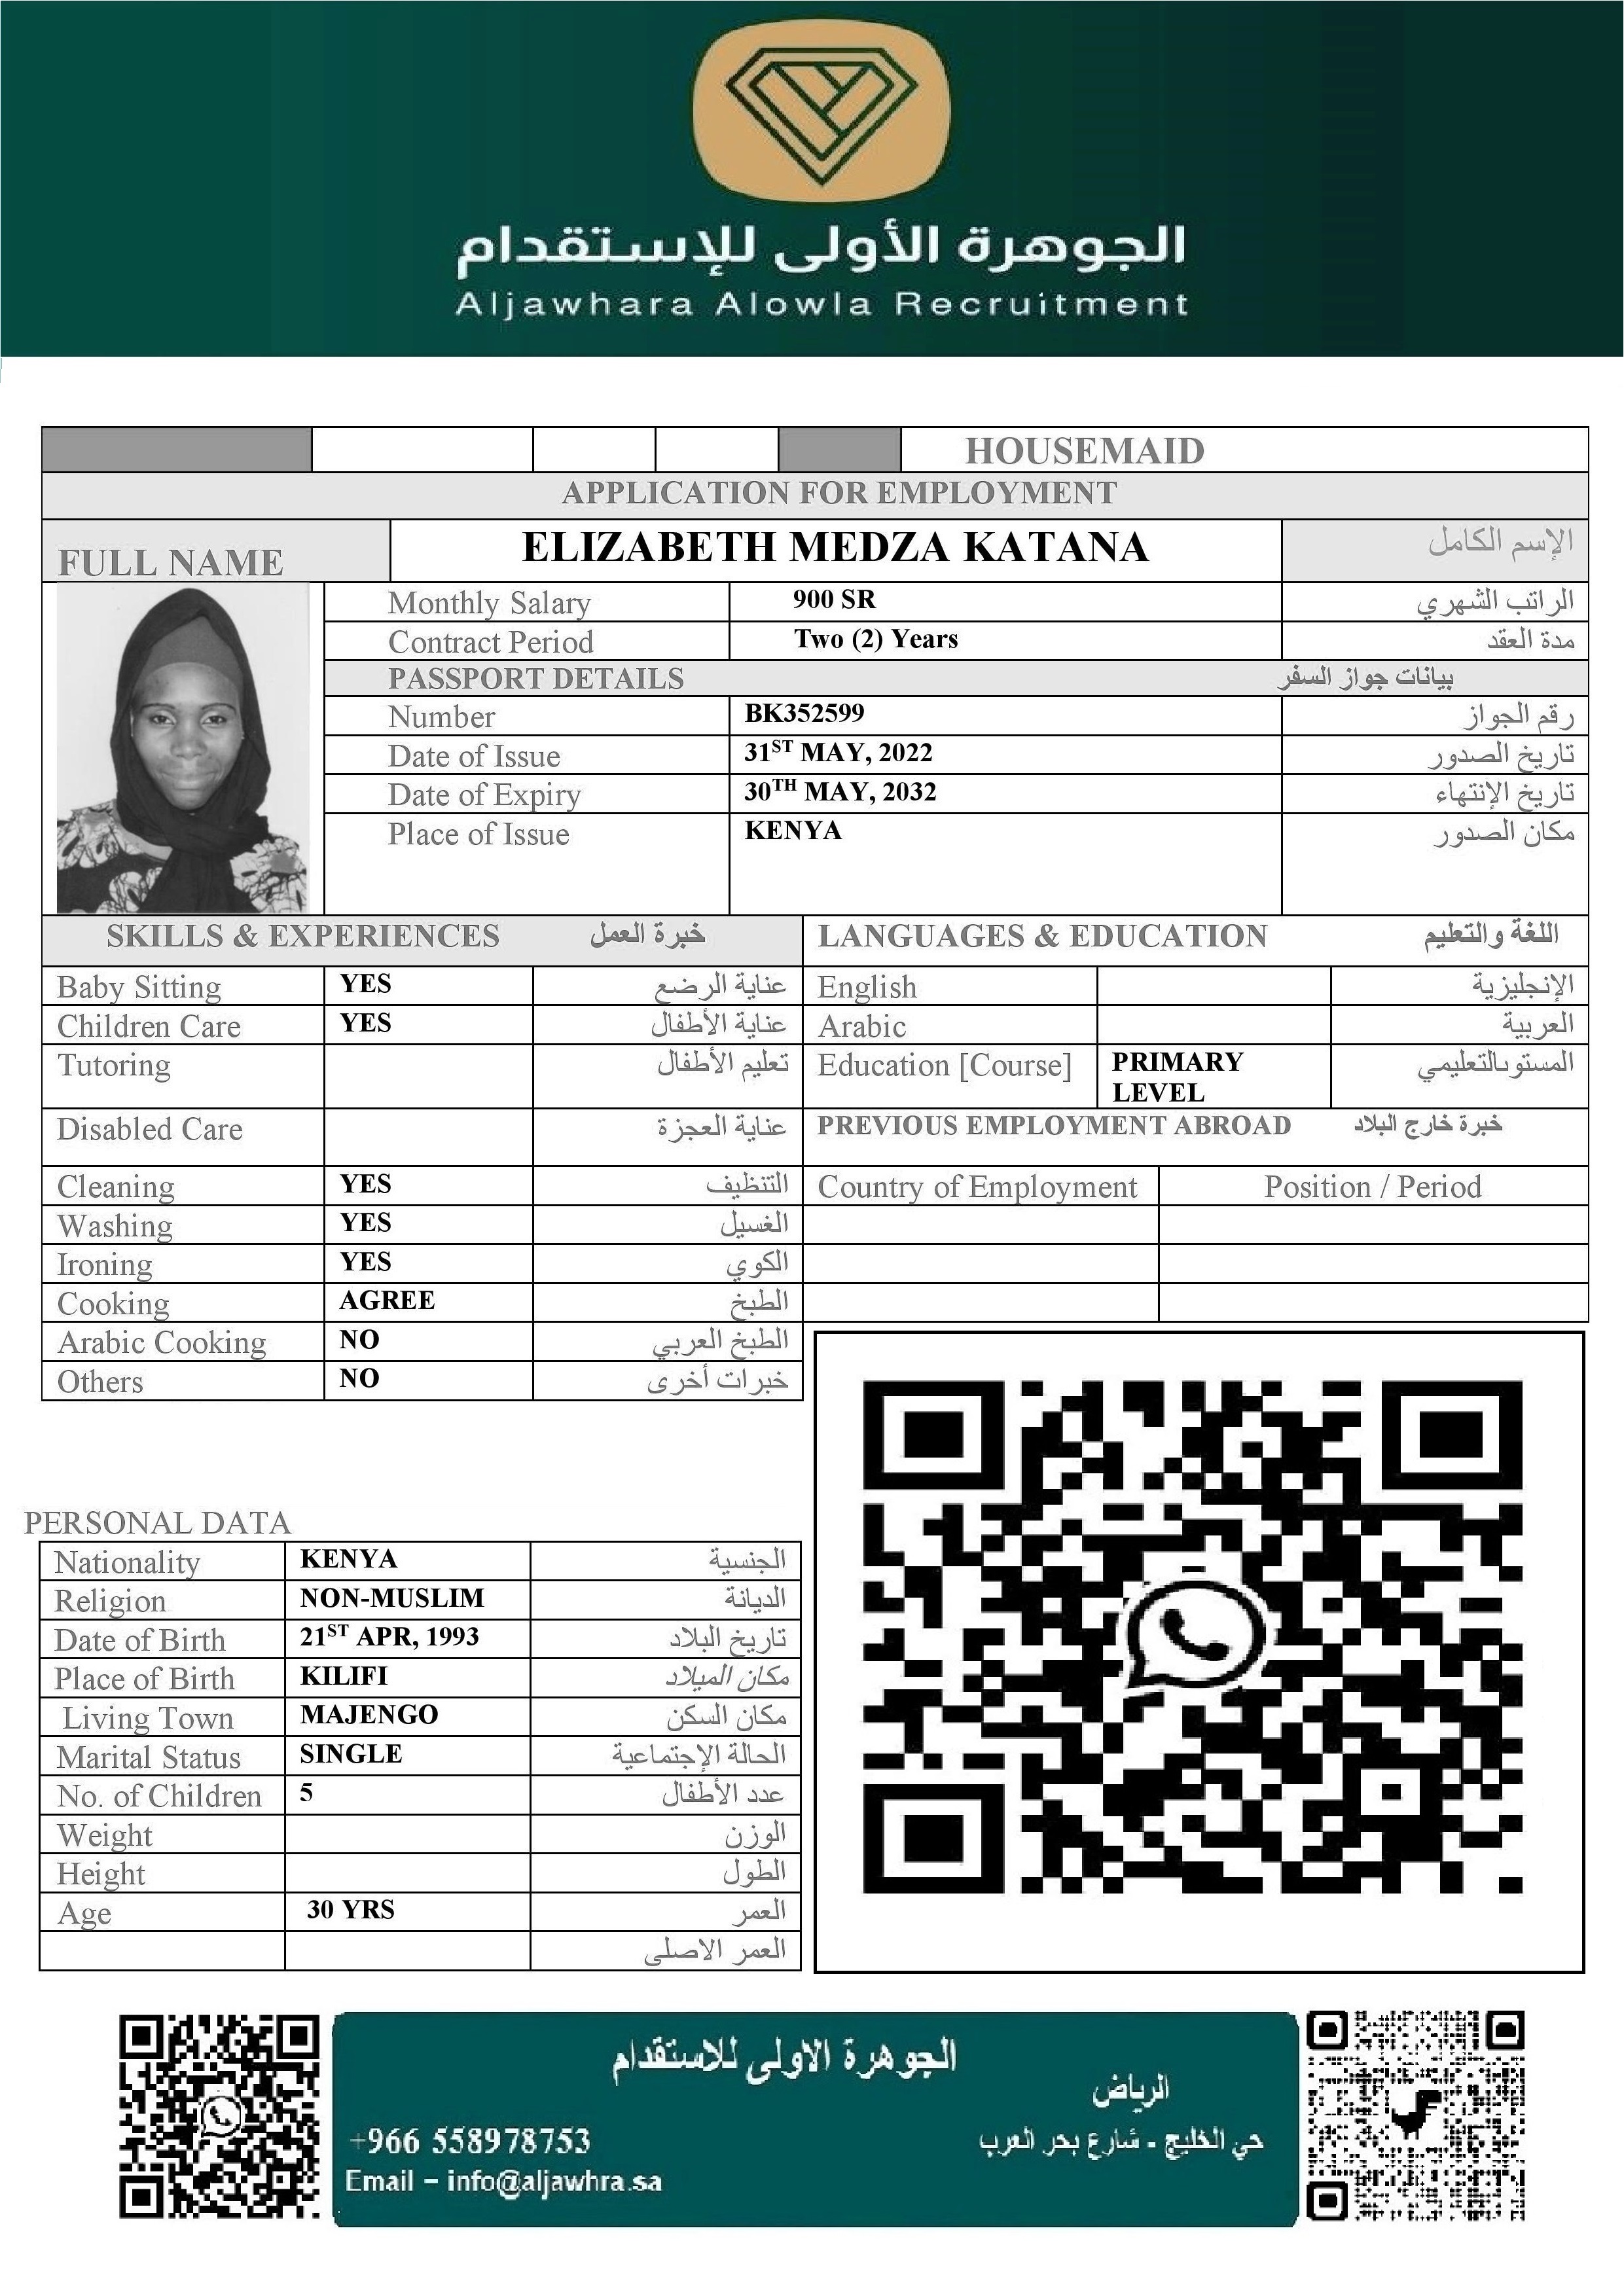 الجوهرة الأولى للإستقدام
Aljawhara Alowla Recruitment
HOUSEMAID
APPLICATION FOR EMPLOYMENT
FULL NAME ELIZABETH MEDZA KATANA الإسم الكامل
Monthly Salary 900 SR الراتب الشهري
Contract Period Two (2) Years مدة العقد
PASSPORT DETAILS بيانات جواز السفر
Number BK352599 رقم الجواز
Date of Issue 31ST MAY, 2022 تاريخ الصدور
Date of Expiry 30TH MAY, 2032 تاريخ الإنتهاء
Place of Issue KENYA مكان الصدور
SKILLS & EXPERIENCES خبرة العمل
Baby Sitting YES عناية الرضع
Children Care YES عناية الأطفال
Tutoring تعليم الأطفال
Disabled Care عناية العجزة
Cleaning YES التنظيف
Washing YES الغسيل
Ironing YES الكوي
Cooking AGREE الطبخ
Arabic Cooking NO الطبخ العربي
Others NO خبرات أخرى
LANGUAGES & EDUCATION اللغة والتعليم
English الإنجليزية
Arabic العربية
Education [Course] PRIMARY LEVEL المستوىالتعليمي
PREVIOUS EMPLOYMENT ABROAD خبرة خارج البلاد
Country of Employment Position / Period
PERSONAL DATA
Nationality KENYA الجنسية
Religion NON-MUSLIM الديانة
Date of Birth 21ST APR, 1993 تاريخ البلاد
Place of Birth KILIFI مكان الميلاد
Living Town MAJENGO مكان السكن
Marital Status SINGLE الحالة الإجتماعية
No. of Children 5 عدد الأطفال
Weight الوزن
Height الطول
Age 30 YRS العمر
العمر الاصلى
الجوهرة الاولى للاستقدام
الرياض
+966 558978753 حي الخليج - شارع بحر العرب
Email – info@aljawhra.sa